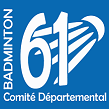 BADMINTON
61
Comité Départemental